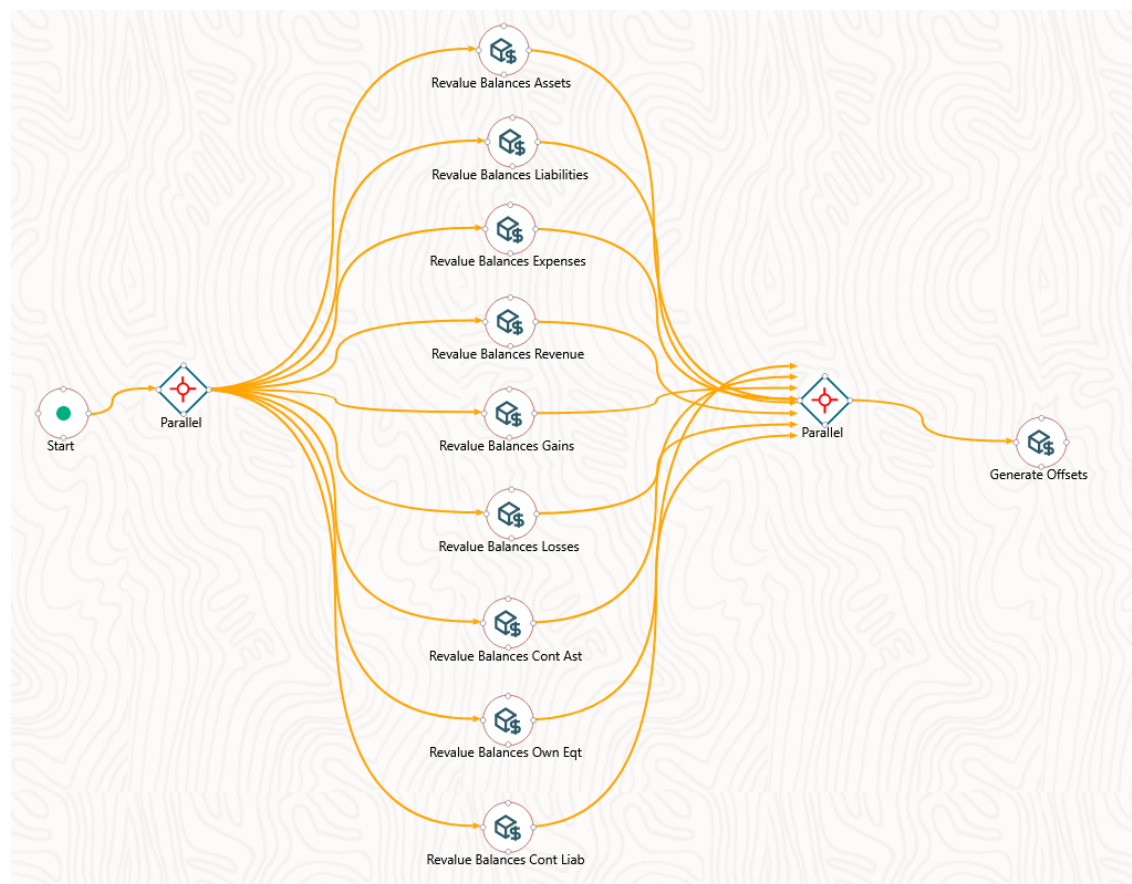 Start
Parallel
Revalue Balances Assets
Revalue Balances Liabilities
Revalue Balances Expenses
Revalue Balances Revenue
Revalue Balances Gains
Revalue Balances Losses
Revalue Balances Cont Ast
Revalue Balances Own Eqt
Revalue Balances Cont Liab
Parallel
Generate Offsets